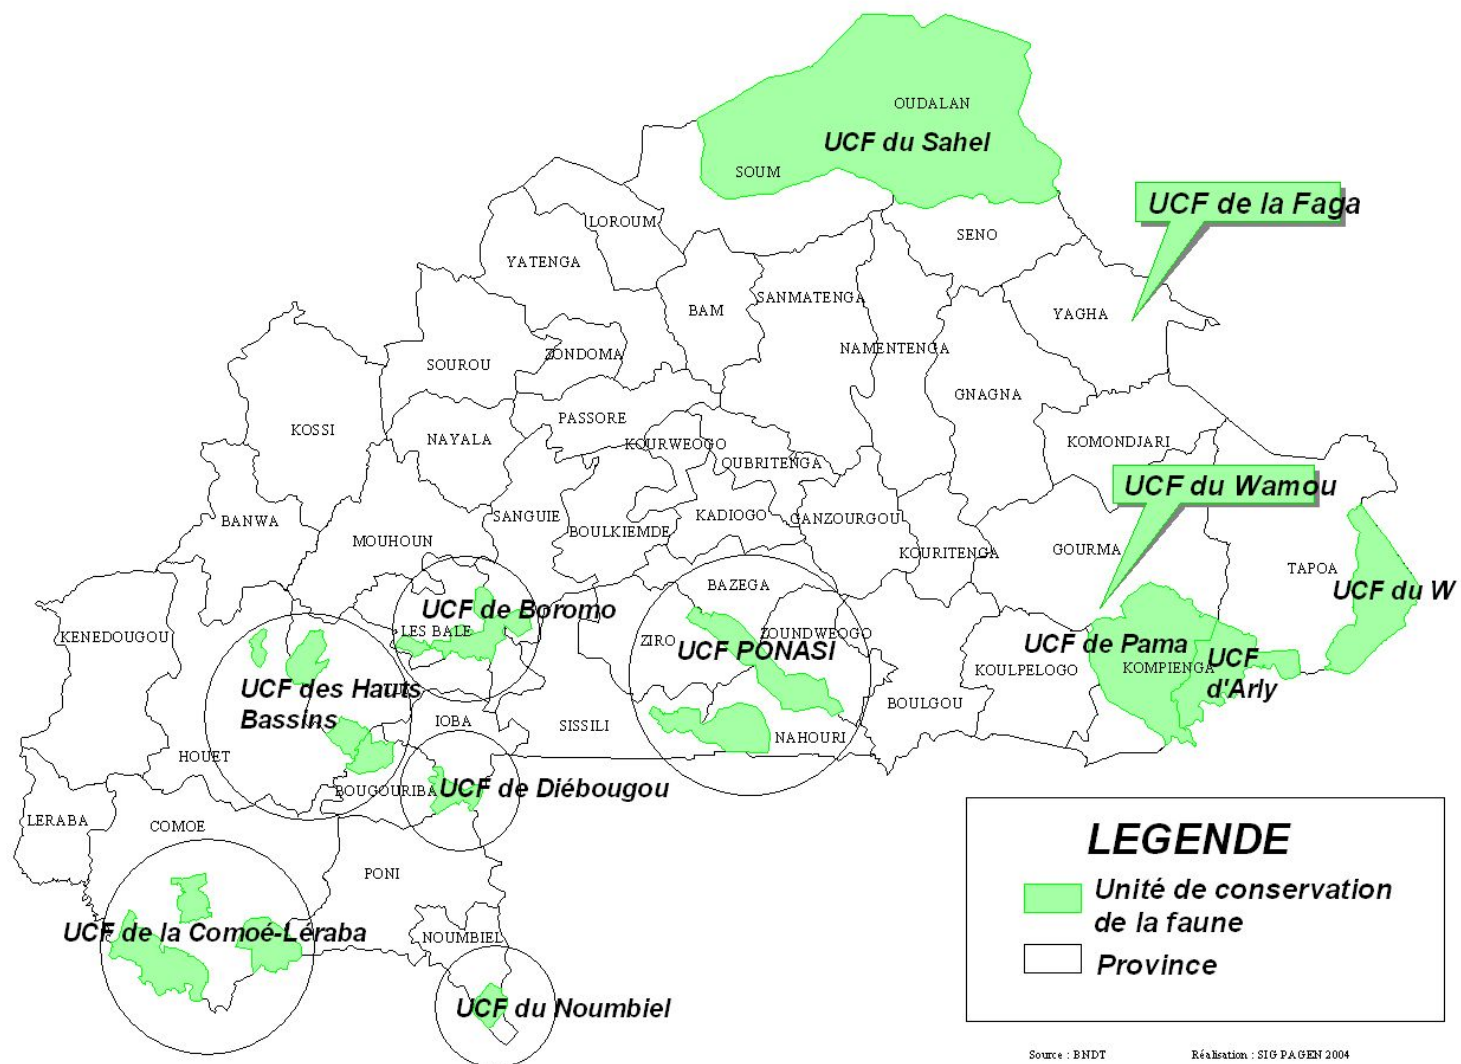 OUDALAN
UCF du Sahel
SOUM
UCF de la Faga
LOROUM
SENO
YATENGA
SANMATENGA
BAM
YAGHA
NAMENTENGA
ZONDOMA
SOUROU
GNAGNA
PASSORE
KOSSI
NAYALA
KOURWEOGO
KOMONDJARI
OUBRITENGA
UCF du Wamou
SANGUIE
KADIOGO
GANZOURGOU
BANWA
BOULKIEMDE
MOUHOUN
KOURITENGA
GOURMA
TAPOA
BAZEGA
UCF du W
UCF de Boromo
LES BALE
KENEDOUGOU
ZIRO
ZOUNDWEOGO
UCF PONASI
UCF de Pama
KOULPELOGO
KOMPIENGA
UCF
d'Arly
UCF des Hauts
Bassins
BOULGOU
IOBA
SISSILI
NAHOURI
HOUET
BOUGOURIBA
UCF de Diébougou
LERABA
COMOE
PONI
UCF de la Comoé-Léraba
NOUMBIEL
UCF du Noumbiel
LEGENDE
Unité de conservation
de la faune
Province
Source : BNDT
Réalisation : SIG PAGEN 2004